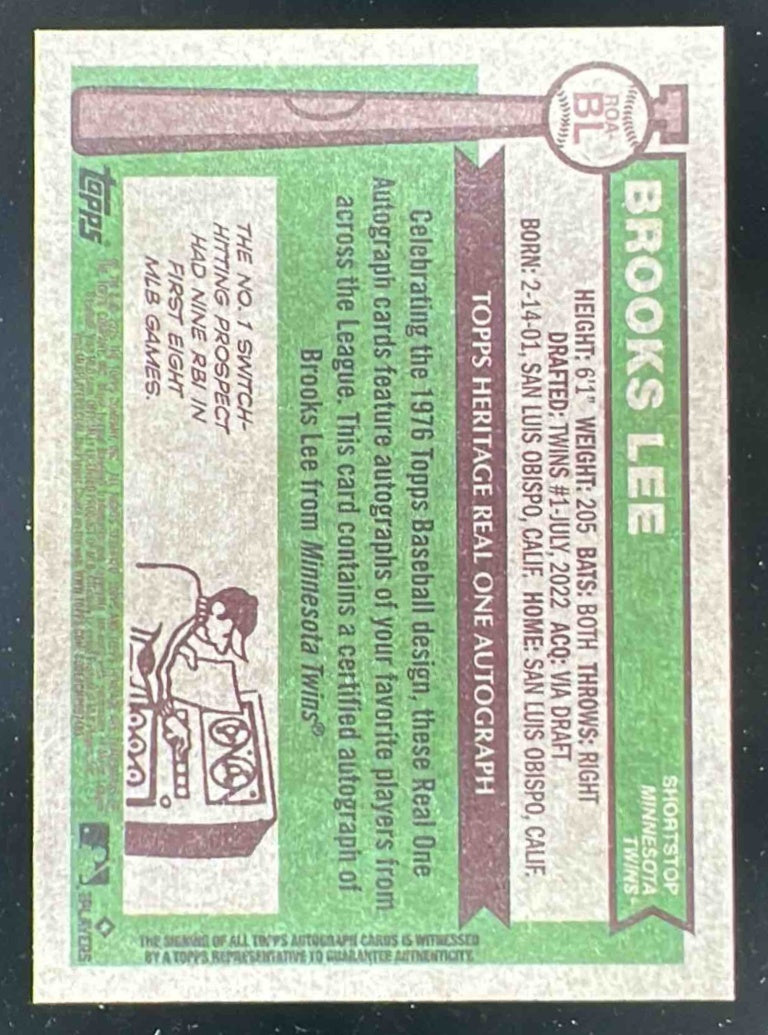 ROA-
BL
BROOKS LEE
SHORTSTOP
MINNESOTA
TWINS
HEIGHT: 6'1" WEIGHT: 205 BATS: BOTH THROWS: RIGHT
DRAFTED: TWINS #1-JULY, 2022 ACQ: VIA DRAFT
BORN: 2-14-01, SAN LUIS OBISPO, CALIF. HOME: SAN LUIS OBISPO, CALIF.
TOPPS HERITAGE REAL ONE AUTOGRAPH
Celebrating the 1976 Topps Baseball design, these Real One
Autograph cards feature autographs of your favorite players from
across the League. This card contains a certified autograph of
Brooks Lee from Minnesota Twins®
THE NO. 1 SWITCH-
HITTING PROSPECT
HAD NINE RBI IN
FIRST EIGHT
MLB GAMES.
topps
PLAYERS
THE SIGNING OF ALL TOPPS AUTOGRAPH CARDS IS WITNESSED
BY A TOPPS REPRESENTATIVE TO GUARANTEE AUTHENTICITY.